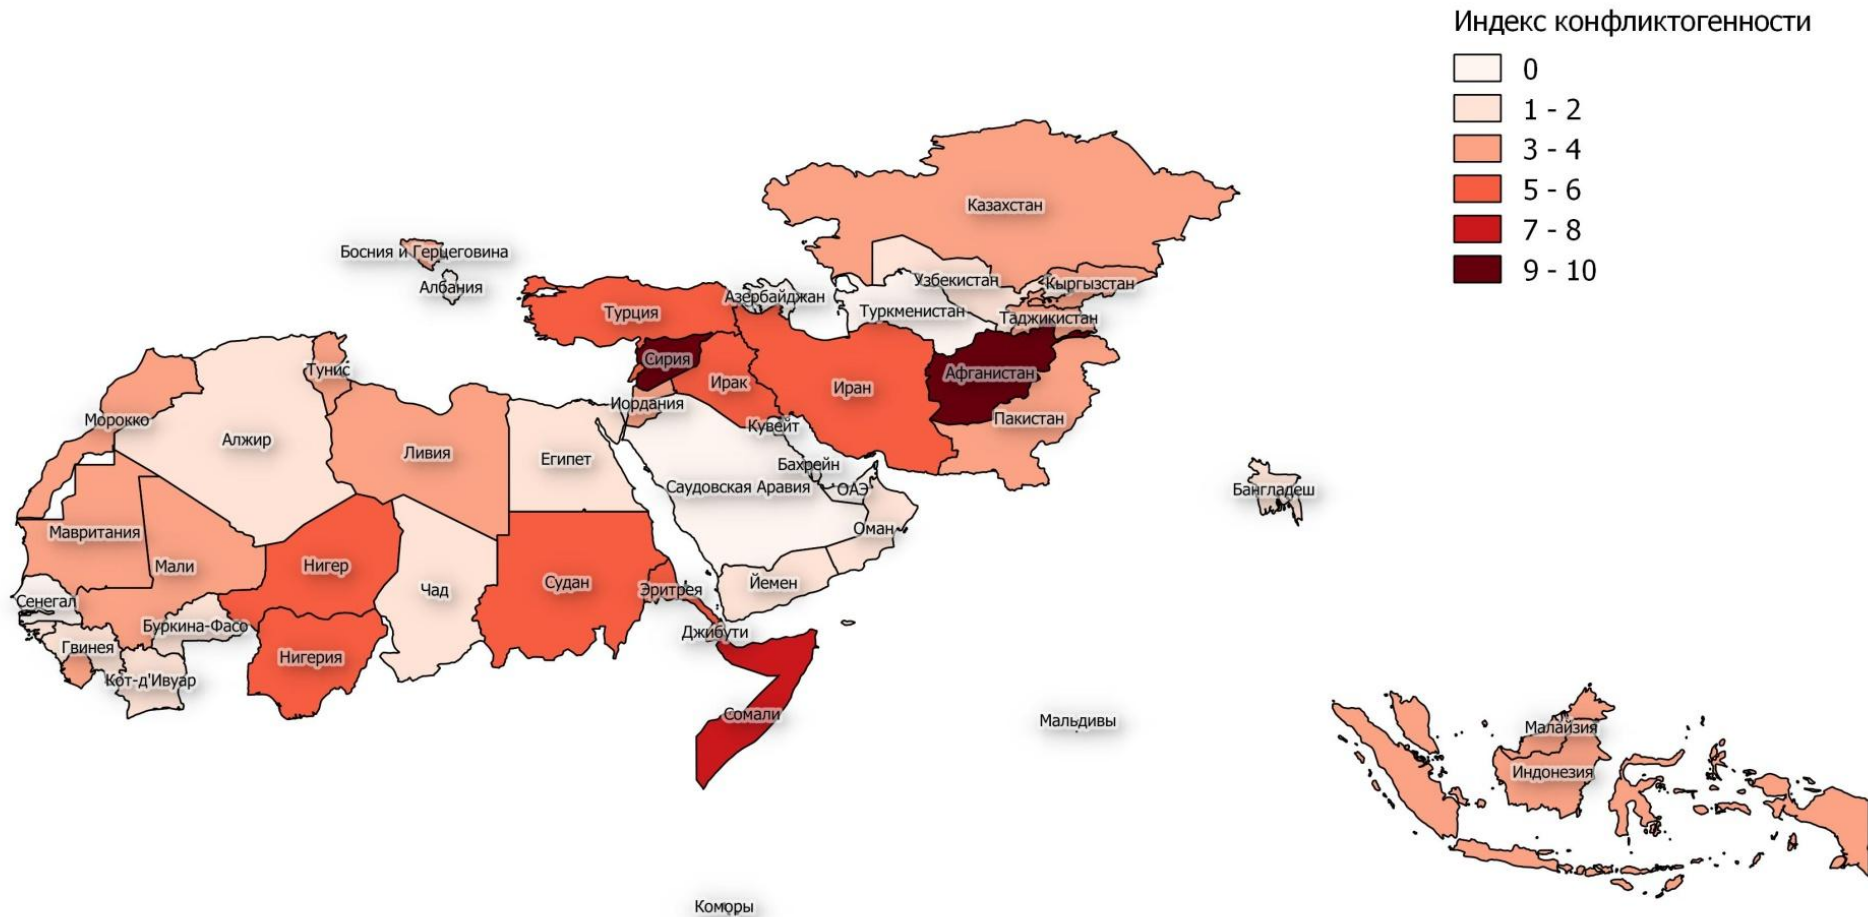 Индекс конфликтогенности
0
1 - 2
3 - 4
5 - 6
7 - 8
9 - 10
Казахстан
Босния и Герцеговина
Албания
Узбекистан
Кыргызстан
Азербайджан
Туркменистан
Турция
Таджикистан
Сирия
Тунис
Афганистан
Ирак
Иран
Иордания
Морокко
Пакистан
Кувейт
Алжир
Ливия
Египет
Бахрейн
Саудовская Аравия
ОАЭ
Бангладеш
Оман
Мавритания
Мали
Нигер
Судан
Йемен
Чад
Эритрея
Сенегал
Буркина-Фасо
Джибути
Гвинея
Нигерия
Кот-д'Ивуар
Сомали
Мальдивы
Малайзия
Индонезия
Коморы